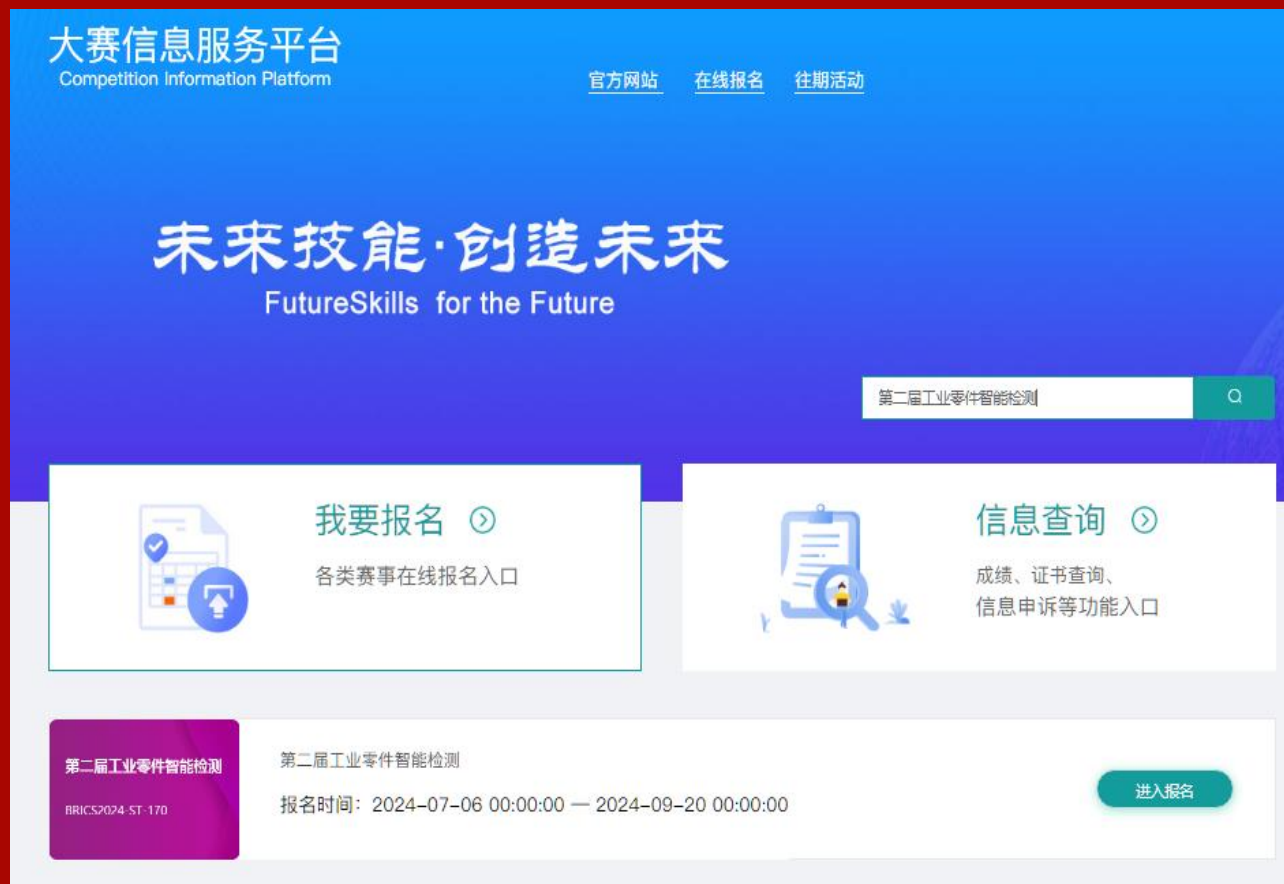 大赛信息服务平台
Competition Information Platform
官方网站 在线报名 往期活动
未来技能·创造未来
FutureSkills for the Future
第二届工业零件智能检测
我要报名
各类赛事在线报名入口
信息查询
成绩、证书查询、
信息申诉等功能入口
第二届工业零件智能检测
BRICS2024-ST-170
第二届工业零件智能检测
报名时间：2024-07-06 00:00:00 — 2024-09-20 00:00:00
进入报名